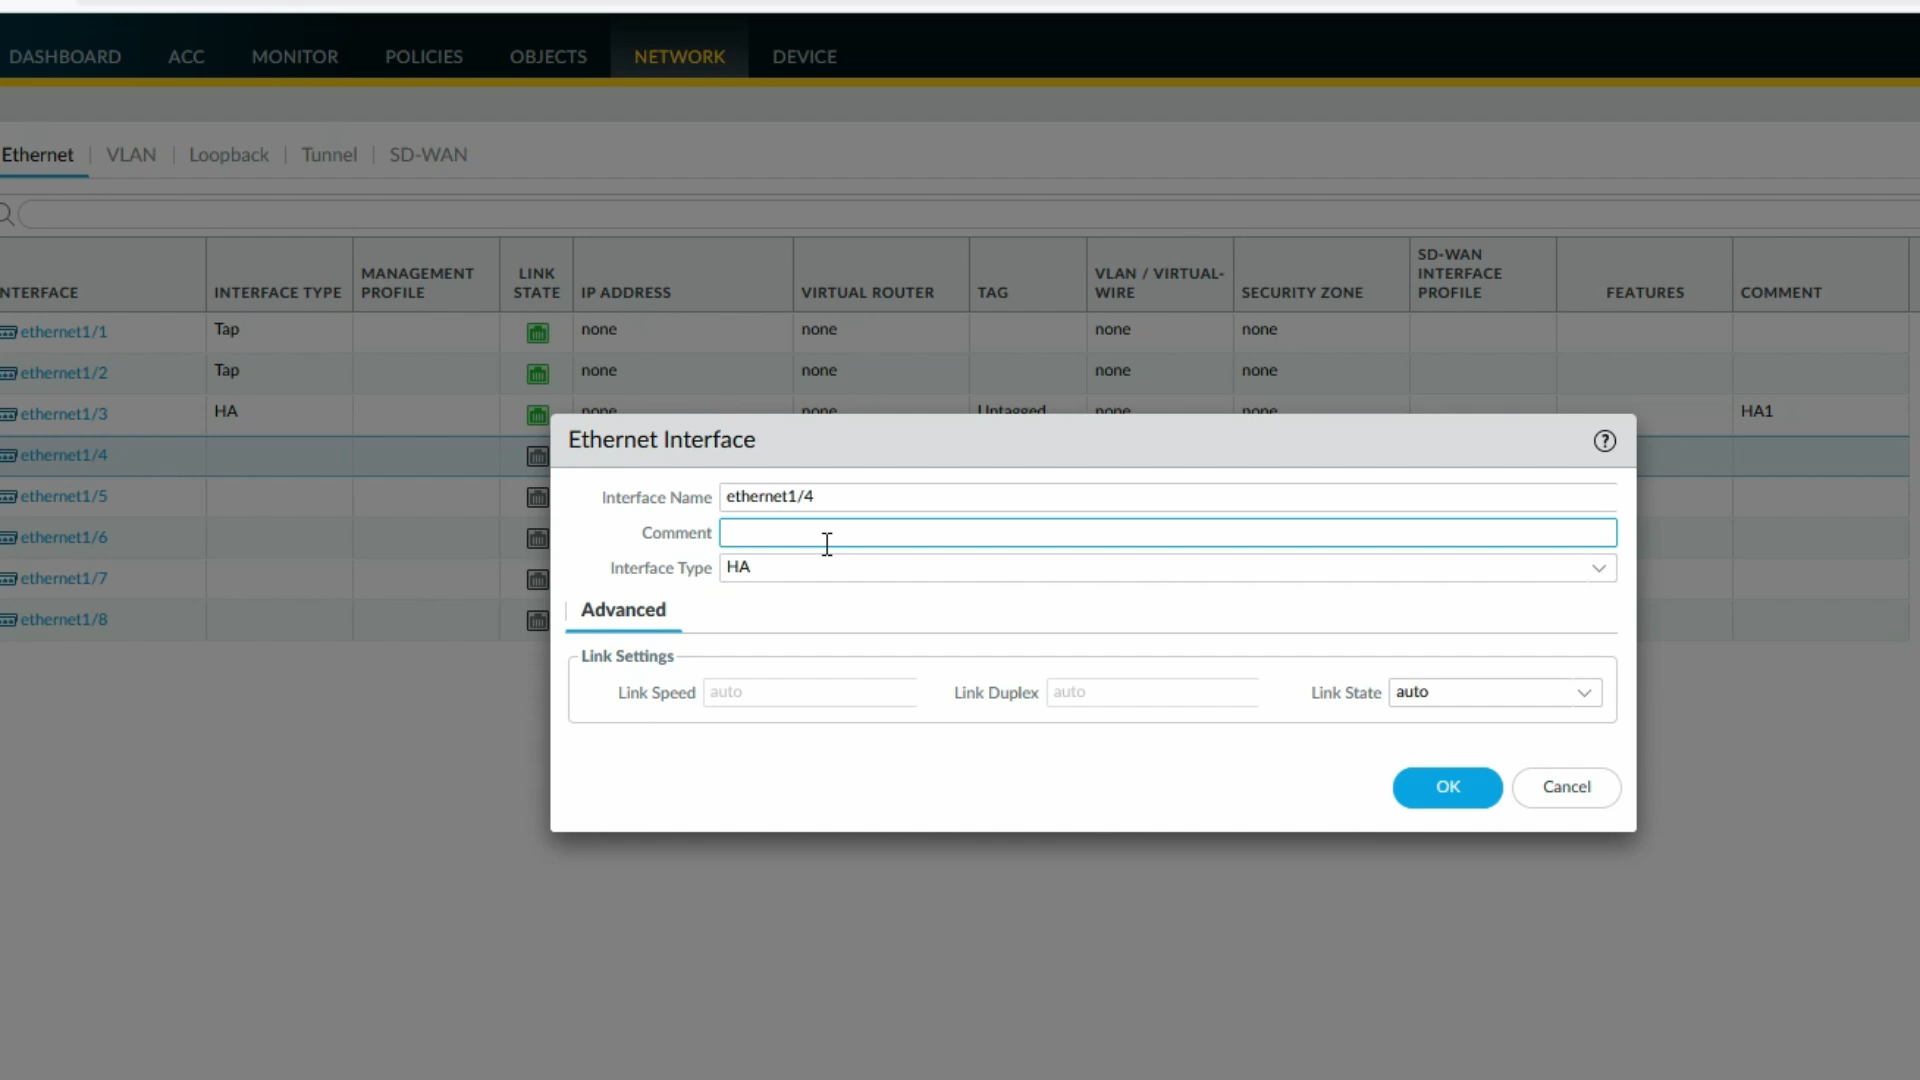 DASHBOARD ACC MONITOR POLICIES OBJECTS NETWORK DEVICE
Ethernet VLAN Loopback Tunnel SD-WAN
NTERFACE INTERFACE TYPE MANAGEMENT PROFILE LINK STATE IP ADDRESS VIRTUAL ROUTER TAG VLAN / VIRTUAL-WIRE SECURITY ZONE SD-WAN INTERFACE PROFILE FEATURES COMMENT
ethernet1/1 Tap none none none none
ethernet1/2 Tap none none none none
ethernet1/3 HA none none Untagged none none HA1
ethernet1/4
ethernet1/5
ethernet1/6
ethernet1/7
ethernet1/8
Ethernet Interface ?
Interface Name ethernet1/4
Comment
Interface Type HA
Advanced
Link Settings
Link Speed auto Link Duplex auto Link State auto
OK Cancel